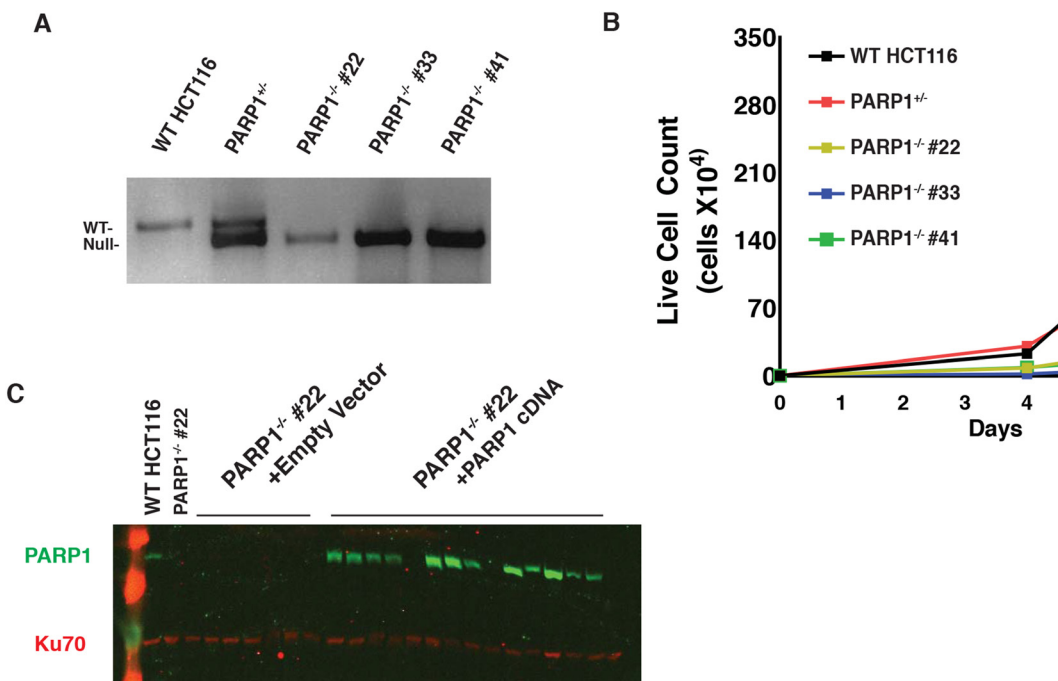 A
WT HCT116
PARP1+/-
PARP1-/- #22
PARP1-/- #33
PARP1-/- #41
WT-
Null-
B
Live Cell Count
(cells X10⁴)
350
280
210
140
70
0
WT HCT116
PARP1+/-
PARP1-/- #22
PARP1-/- #33
PARP1-/- #41
0 1 2 3 4
Days
C
WT HCT116
PARP1-/- #22
PARP1-/- #22
+Empty Vector
PARP1-/- #22
+PARP1 cDNA
PARP1
Ku70